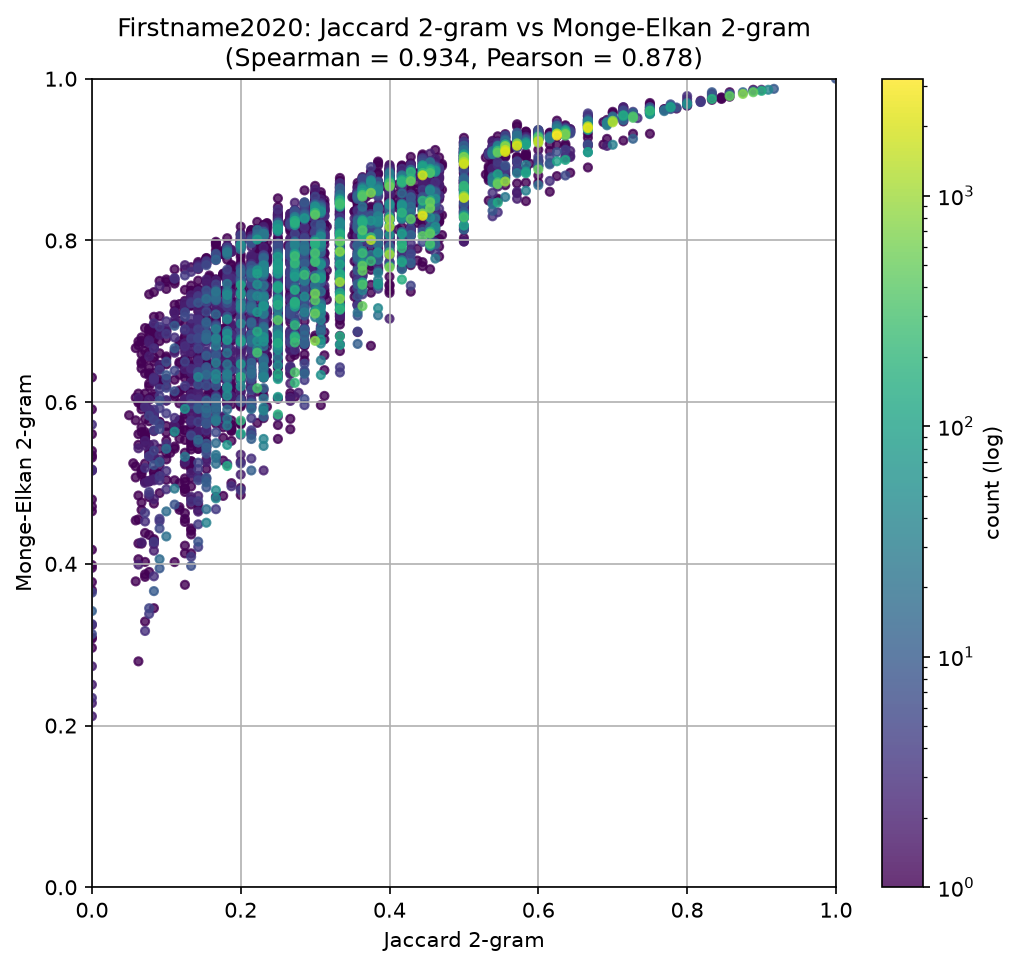 Firstname2020: Jaccard 2-gram vs Monge-Elkan 2-gram
(Spearman = 0.934, Pearson = 0.878)
1.0
0.8
0.6
0.4
0.2
0.0
Monge-Elkan 2-gram
0.0 0.2 0.4 0.6 0.8 1.0
Jaccard 2-gram
10³
10²
10¹
10⁰
count (log)